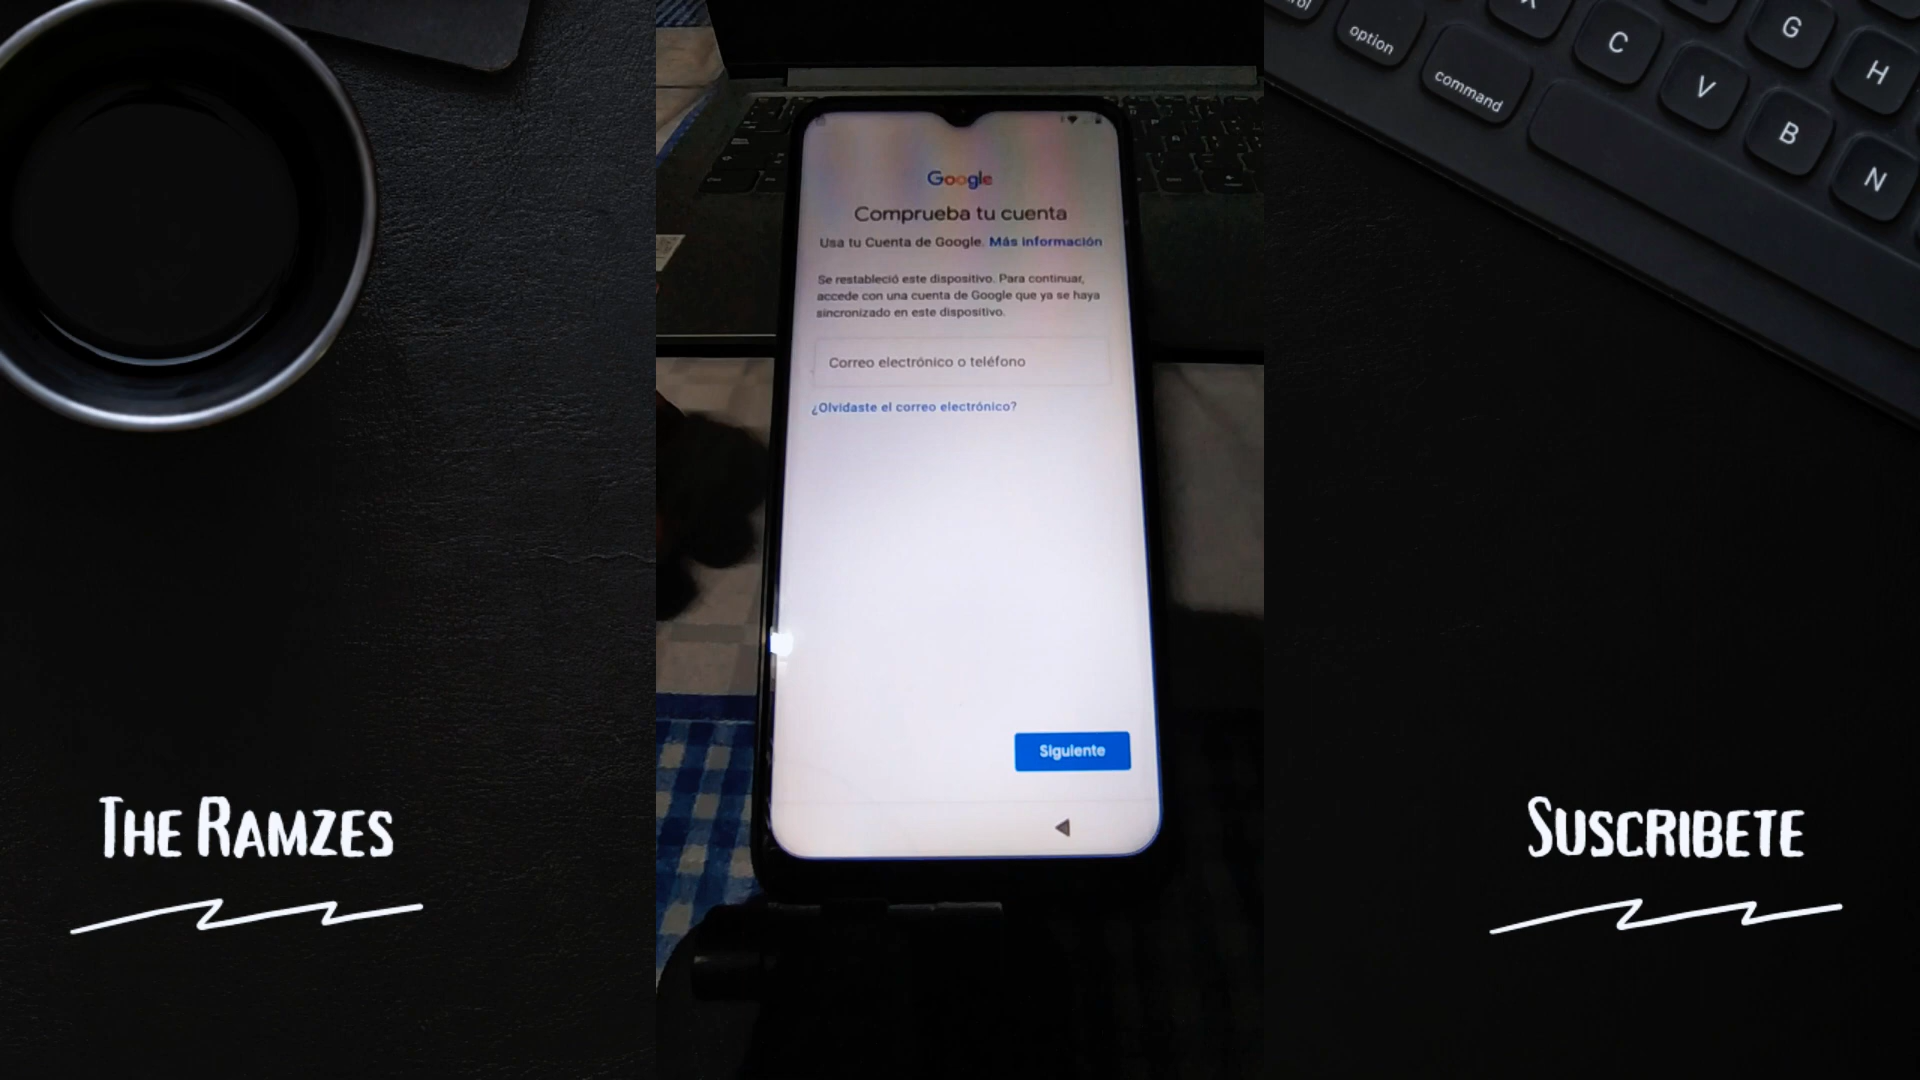 Google
Comprueba tu cuenta
Usa tu Cuenta de Google. Más información
Se restableció este dispositivo. Para continuar,
accede con una cuenta de Google que ya se haya
sincronizado en este dispositivo.
Correo electrónico o teléfono
¿Olvidaste el correo electrónico?
Siguiente
THE RAMZES
SUSCRIBETE
option
command
C
V
B
N
G
H